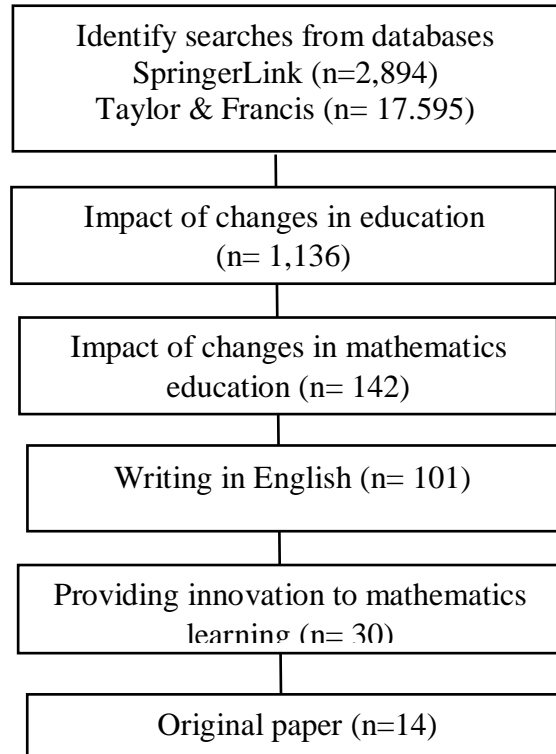 Identify searches from databases
SpringerLink (n=2,894)
Taylor & Francis (n= 17.595)
Impact of changes in education
(n= 1,136)
Impact of changes in mathematics
education (n= 142)
Writing in English (n= 101)
Providing innovation to mathematics
learning (n= 30)
Original paper (n=14)